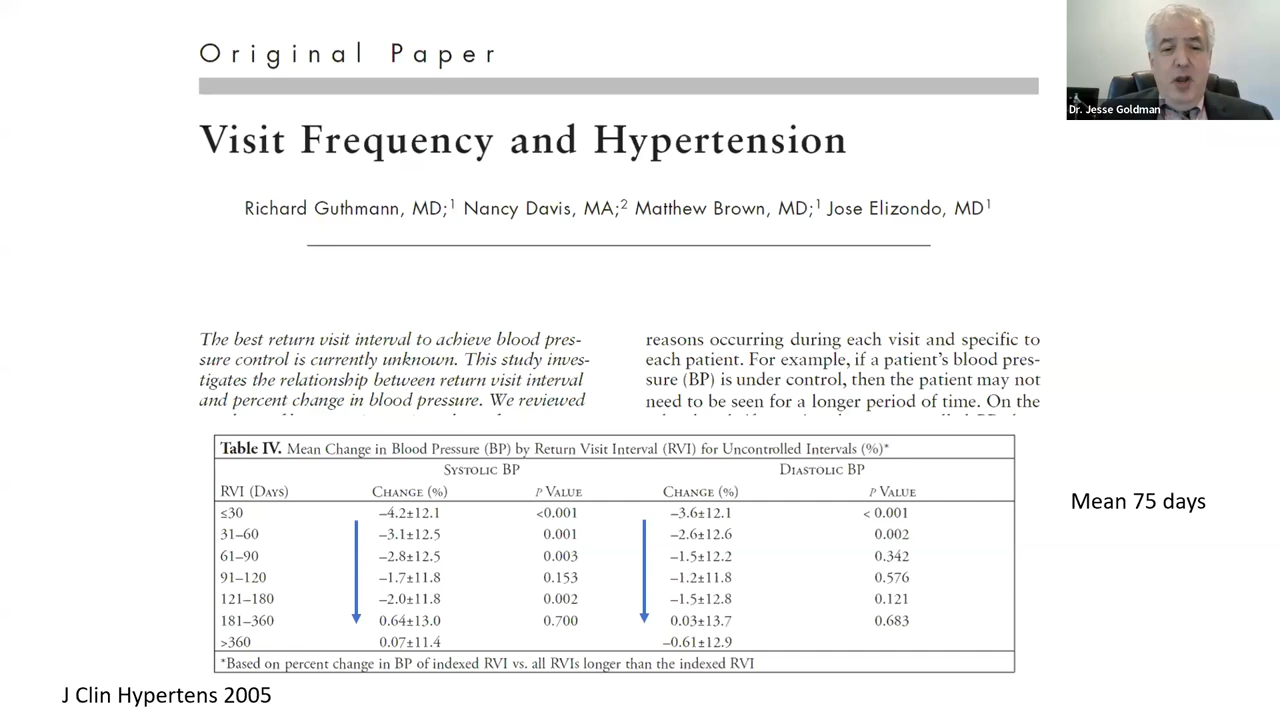 Original Paper
Dr. Jesse Goldman
Visit Frequency and Hypertension
Richard Guthmann, MD;¹ Nancy Davis, MA;² Matthew Brown, MD;¹ Jose Elizondo, MD¹
The best return visit interval to achieve blood pres-
sure control is currently unknown. This study inves-
tigates the relationship between return visit interval
and percent change in blood pressure. We reviewed
reasons occurring during each visit and specific to
each patient. For example, if a patient's blood pres-
sure (BP) is under control, then the patient may not
need to be seen for a longer period of time. On the
Table IV. Mean Change in Blood Pressure (BP) by Return Visit Interval (RVI) for Uncontrolled Intervals (%)*
Systolic BP Diastolic BP
RVI (Days) Change (%) P Value Change (%) P Value
≤30 –4.2±12.1 <0.001 –3.6±12.1 < 0.001
31–60 –3.1±12.5 0.001 –2.6±12.6 0.002
61–90 –2.8±12.5 0.003 –1.5±12.2 0.342
91–120 –1.7±11.8 0.153 –1.2±11.8 0.576
121–180 –2.0±11.8 0.002 –1.5±12.8 0.121
181–360 0.64±13.0 0.700 0.03±13.7 0.683
>360 0.07±11.4 –0.61±12.9
*Based on percent change in BP of indexed RVI vs. all RVIs longer than the indexed RVI
Mean 75 days
J Clin Hypertens 2005